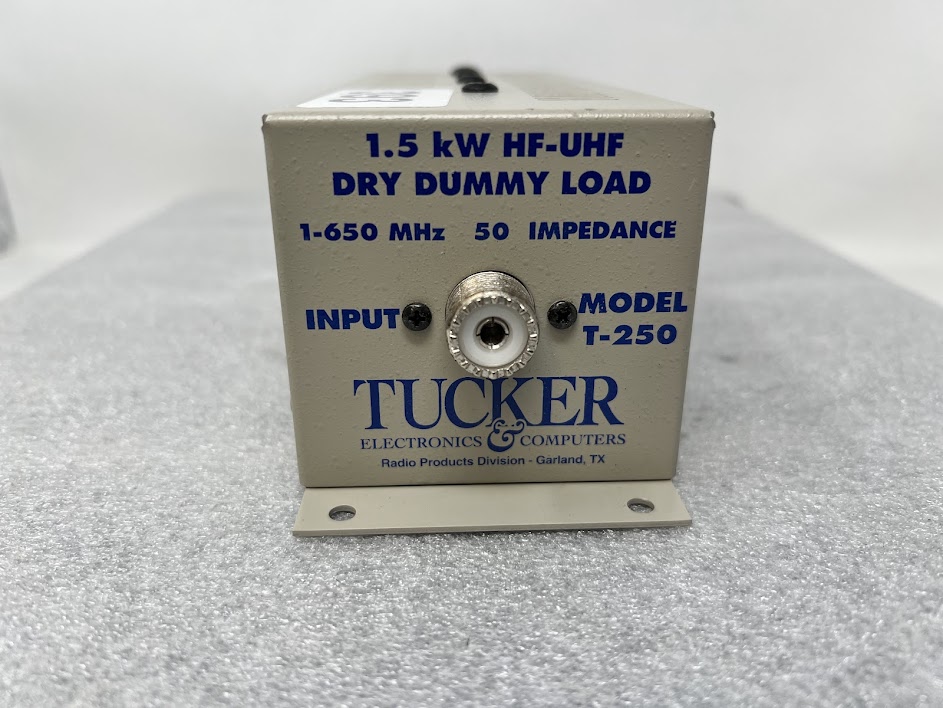 1.5 kW HF-UHF
DRY DUMMY LOAD
1-650 MHz 50 IMPEDANCE
INPUT
MODEL
T-250
TUCKER
ELECTRONICS & COMPUTERS
Radio Products Division - Garland, TX